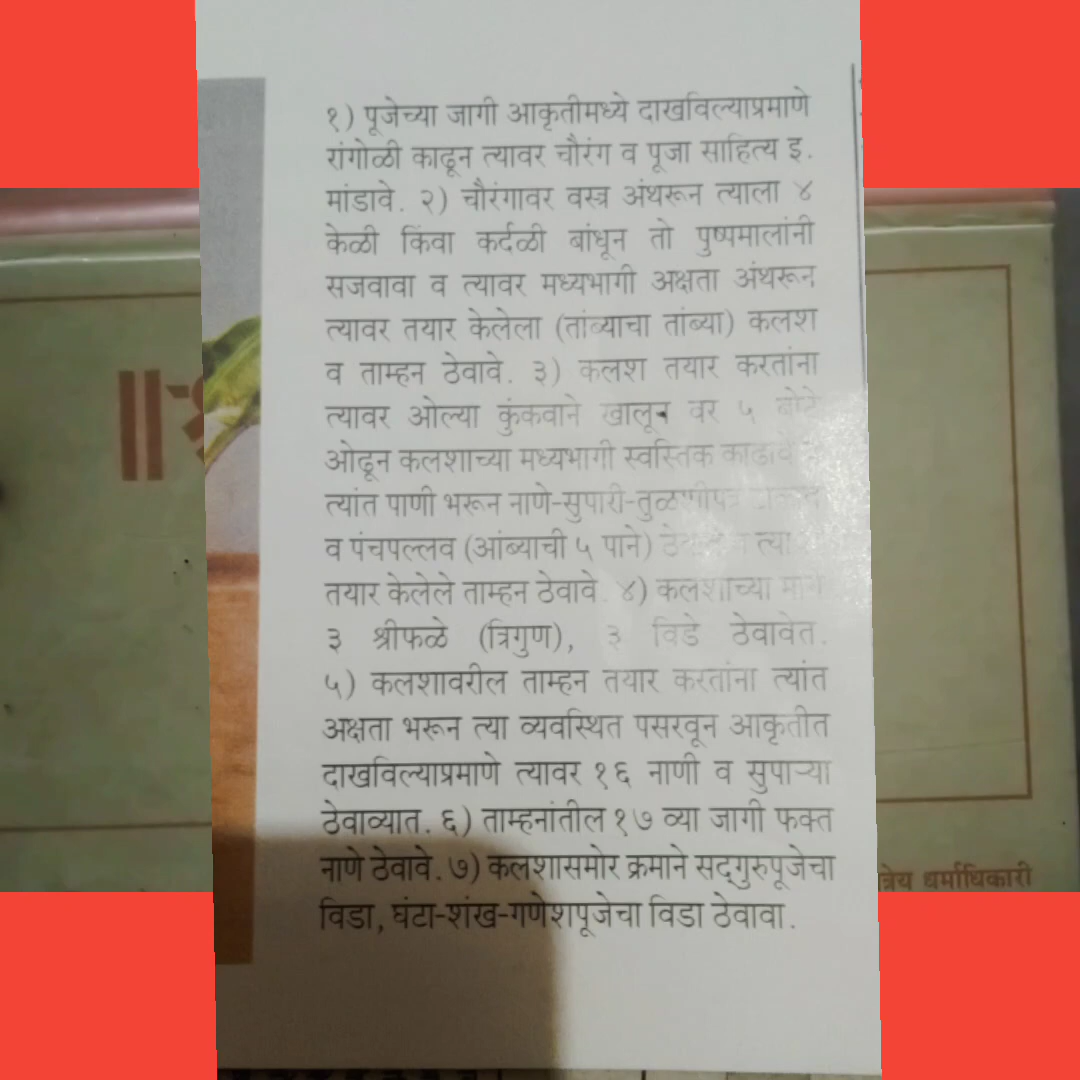 १) पूजेच्या जागी आकृतीमध्ये दाखविल्याप्रमाणे
रांगोळी काढून त्यावर चौरंग व पूजा साहित्य इ.
मांडावे. २) चौरंगावर वस्त्र अंथरून त्याला ४
केळी किंवा कर्दळी बांधून तो पुष्पमालांनी
सजवावा व त्यावर मध्यभागी अक्षता अंथरून
त्यावर तयार केलेला (तांब्याचा तांब्या) कलश
व ताम्हन ठेवावे. ३) कलश तयार करतांना
त्यावर ओल्या कुंकवाने खालून वर ५ बोटे
ओढून कलशाच्या मध्यभागी स्वस्तिक
त्यांत पाणी भरून नाणे-सुपारी-तुळशीपत्र
व पंचपल्लव (आंब्याची ५ पाने)
तयार केलेले ताम्हन ठेवावे. ४) कलशाच्या
३ श्रीफळे (त्रिगुण), ३ विडे ठेवावेत.
५) कलशावरील ताम्हन तयार करतांना त्यांत
अक्षता भरून त्या व्यवस्थित पसरवून आकृतीत
दाखविल्याप्रमाणे त्यावर १६ नाणी व सुपाऱ्या
ठेवाव्यात. ६) ताम्हनांतील १७ व्या जागी फक्त
नाणे ठेवावे. ७) कलशासमोर क्रमाने सद्‌गुरुपूजेचा
विडा, घंटा-शंख-गणेशपूजेचा विडा ठेवावा.
धर्माधिकारी